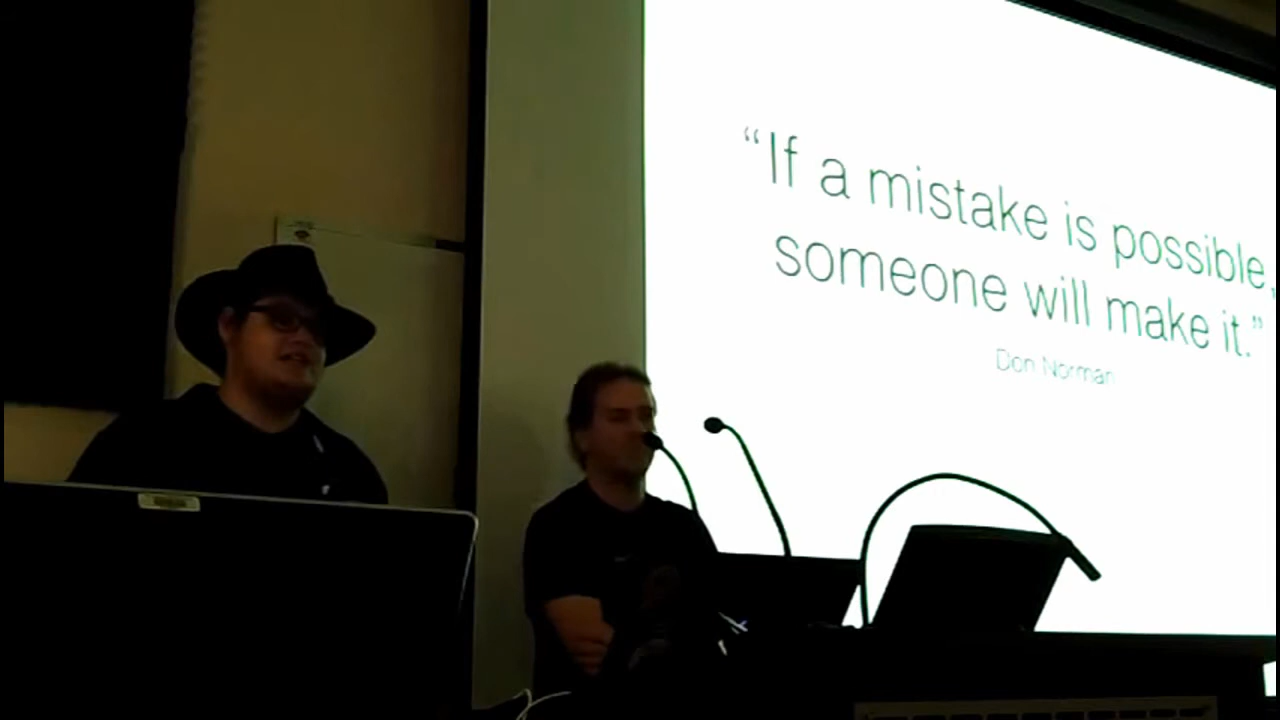 “If a mistake is possible,
someone will make it.”
Don Norman